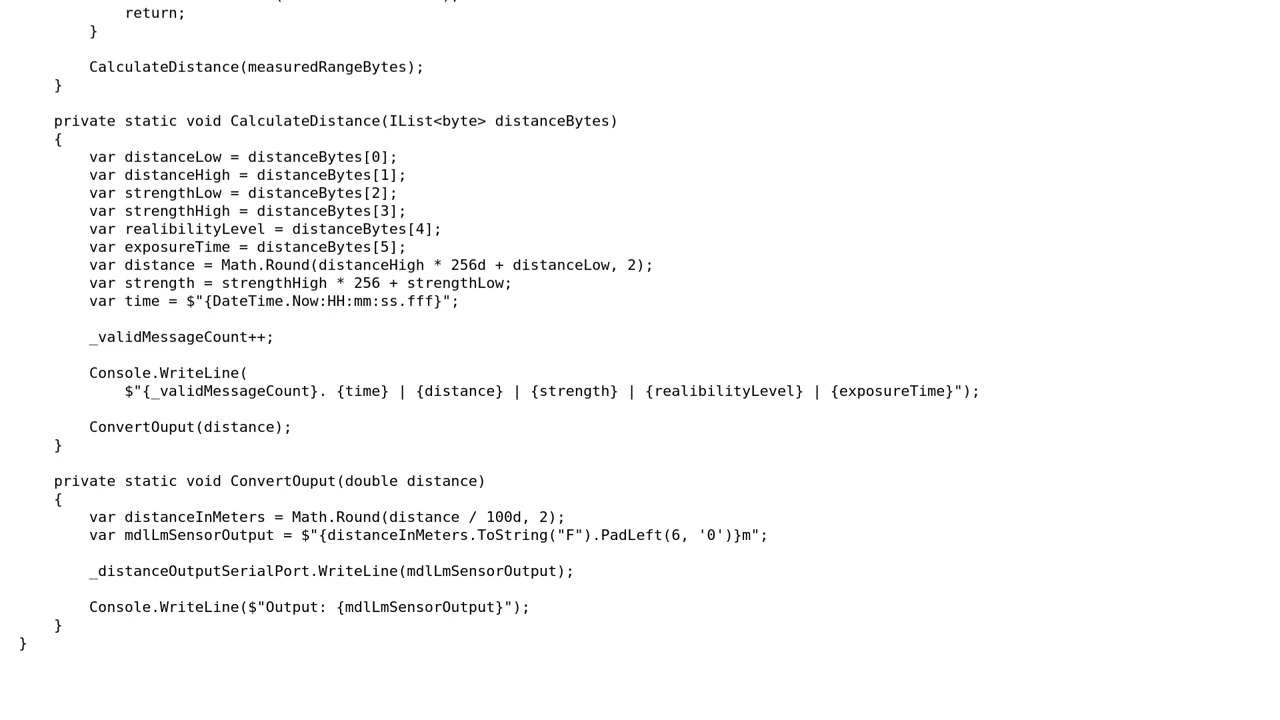 return;
}
CalculateDistance(measuredRangeBytes);
}
private static void CalculateDistance(IList<byte> distanceBytes)
{
var distanceLow = distanceBytes[0];
var distanceHigh = distanceBytes[1];
var strengthLow = distanceBytes[2];
var strengthHigh = distanceBytes[3];
var realibilityLevel = distanceBytes[4];
var exposureTime = distanceBytes[5];
var distance = Math.Round(distanceHigh * 256d + distanceLow, 2);
var strength = strengthHigh * 256 + strengthLow;
var time = $"{DateTime.Now:HH:mm:ss.fff}";
_validMessageCount++;
Console.WriteLine(
$"{_validMessageCount}. {time} | {distance} | {strength} | {realibilityLevel} | {exposureTime}");
ConvertOuput(distance);
}
private static void ConvertOuput(double distance)
{
var distanceInMeters = Math.Round(distance / 100d, 2);
var mdlLmSensorOutput = $"{distanceInMeters.ToString("F").PadLeft(6, '0')}m";
_distanceOutputSerialPort.WriteLine(mdlLmSensorOutput);
Console.WriteLine($"Output: {mdlLmSensorOutput}");
}
}